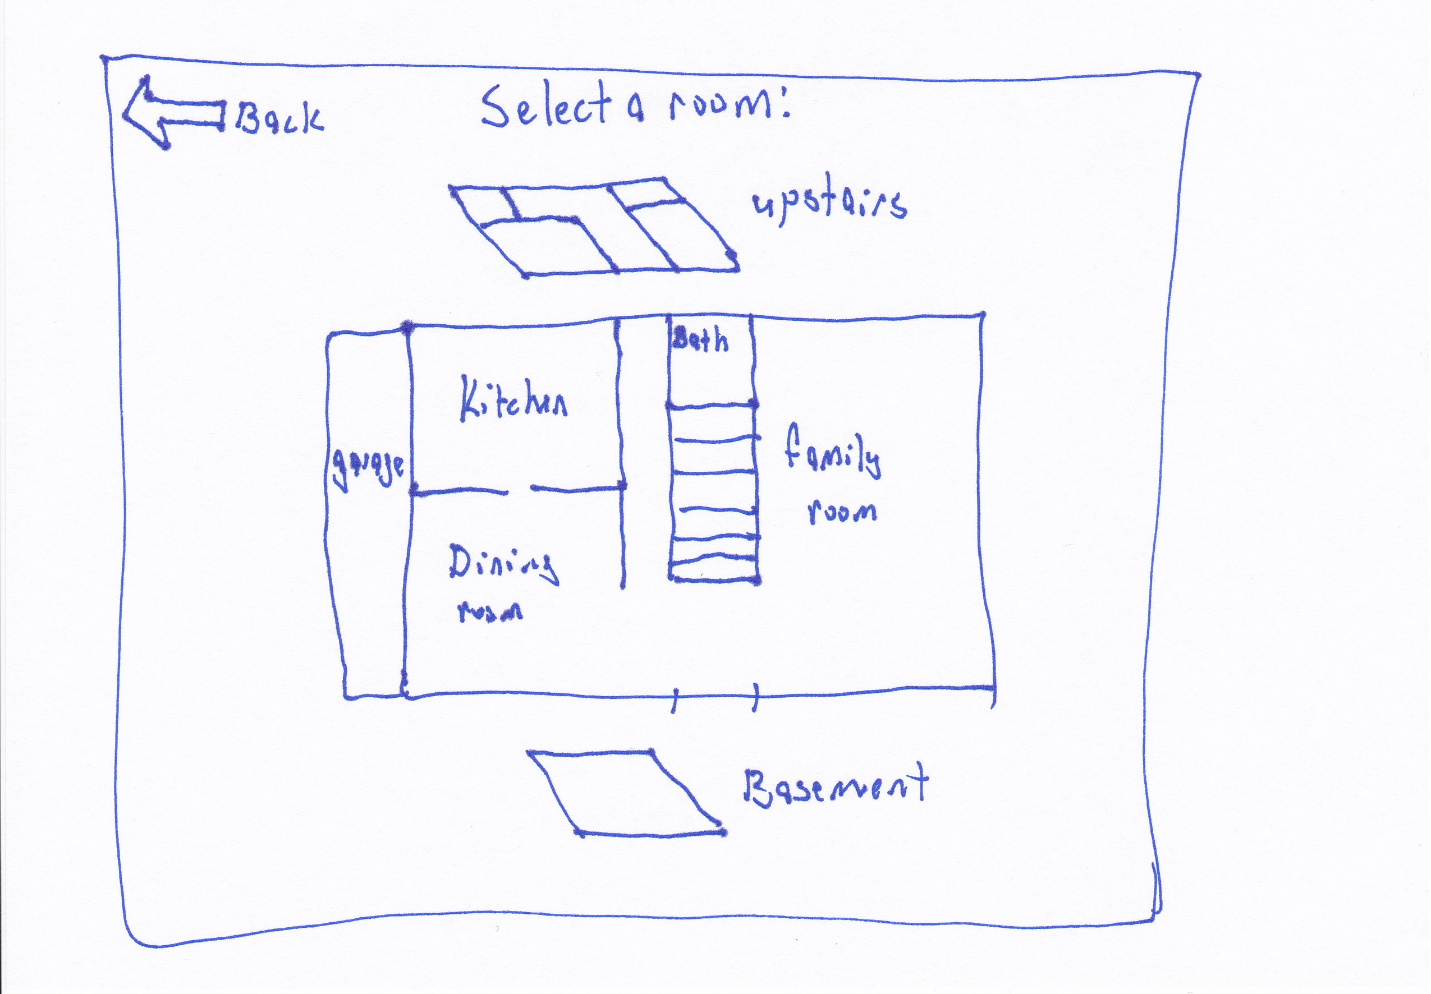 Back
Select a room:
upstairs
Bath
Kitchen
garage
family
room
Dining
room
Basement